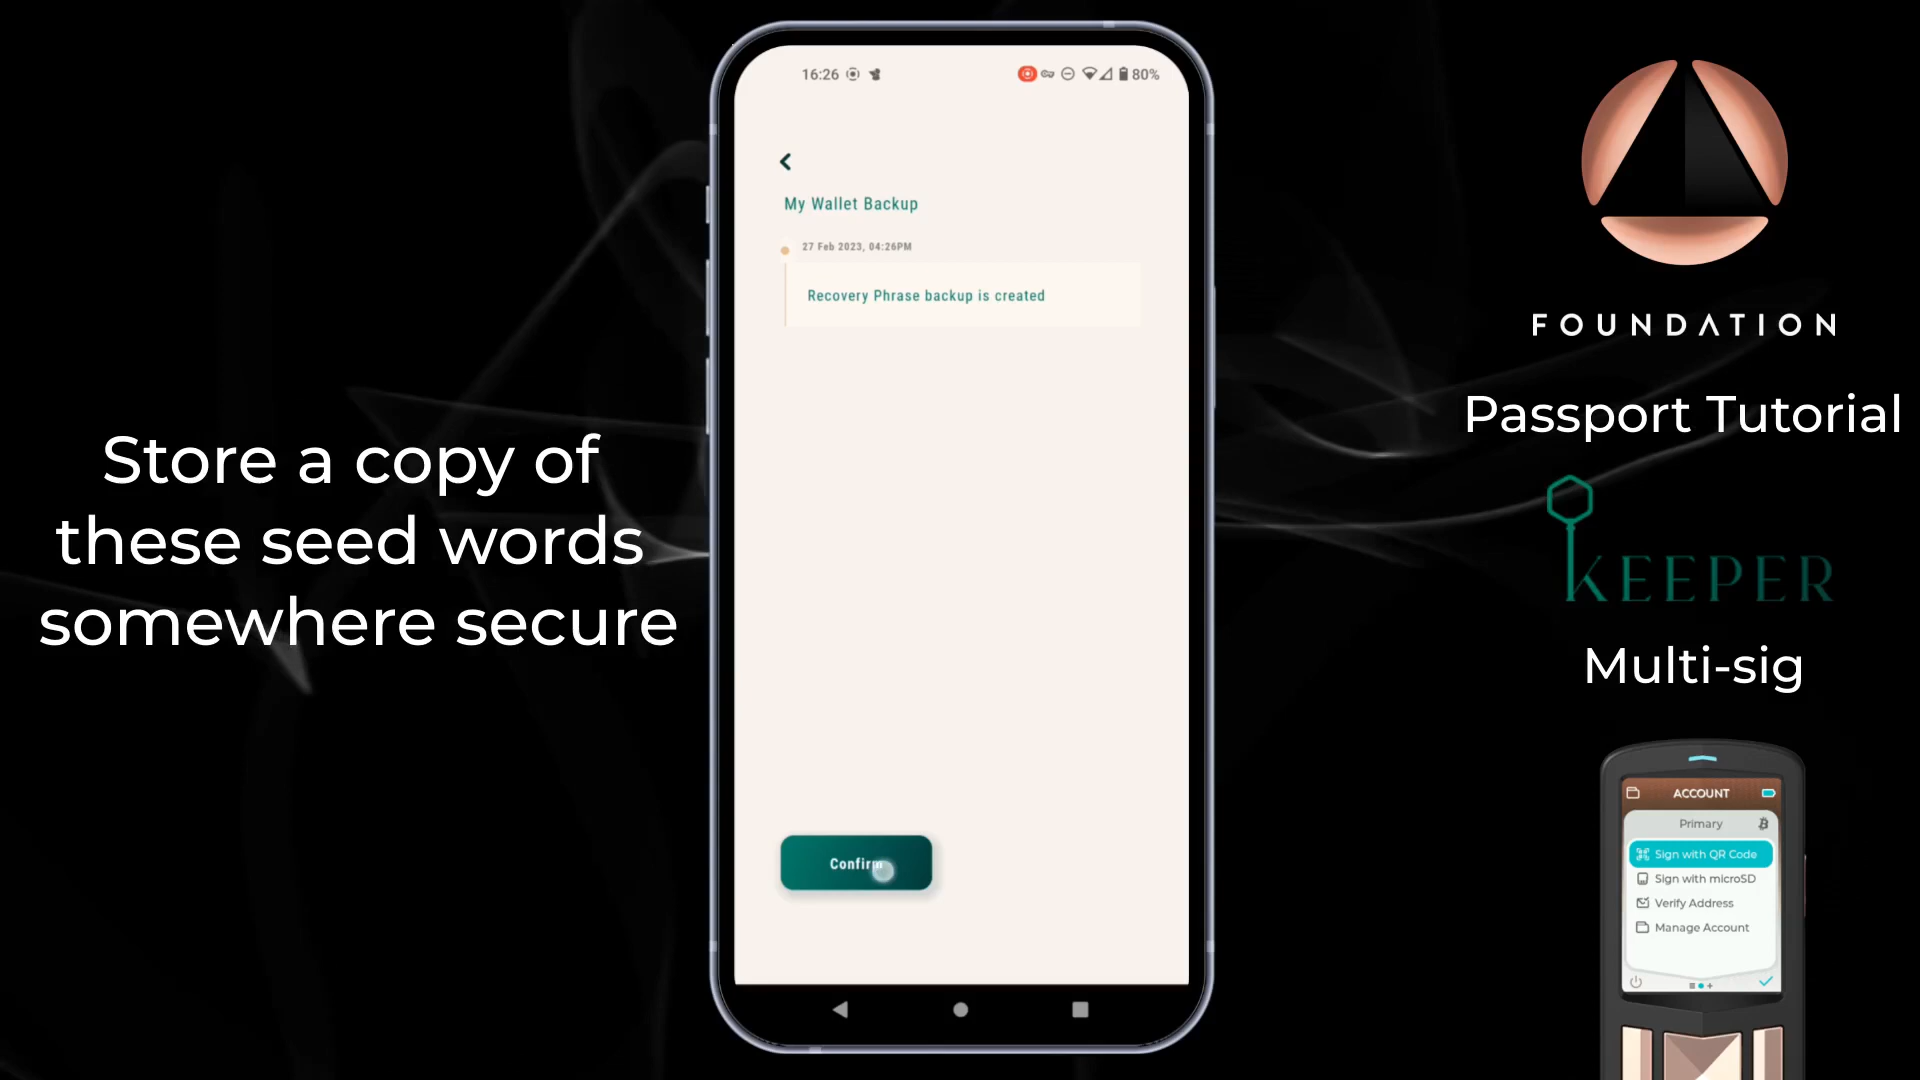 Store a copy of
these seed words
somewhere secure
16:26
80%
My Wallet Backup
27 Feb 2023, 04:26PM
Recovery Phrase backup is created
Confirm
FOUNDATION
Passport Tutorial
KEEPER
Multi-sig
ACCOUNT
Primary
Sign with QR Code
Sign with microSD
Verify Address
Manage Account